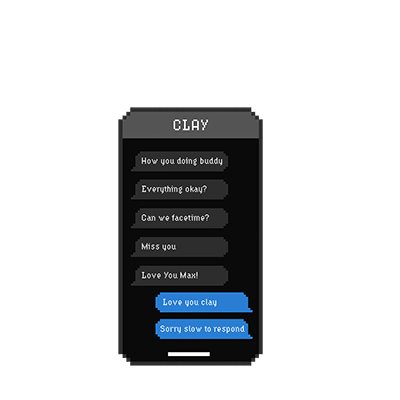 CLAY
How you doing buddy
Everything okay?
Can we facetime?
Miss you
Love You Max!
Love you clay
Sorry slow to respond